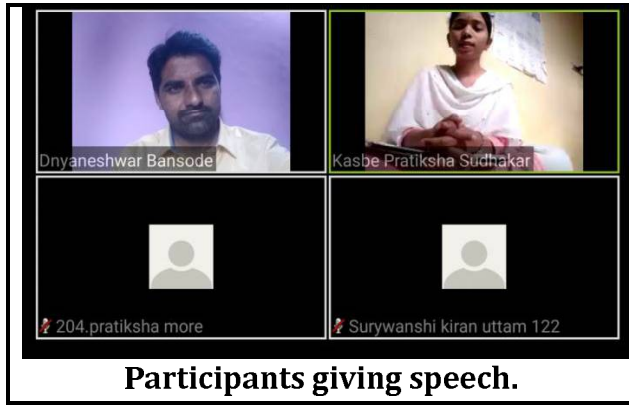 Dnyaneshwar Bansode
Kasbe Pratiksha Sudhakar
204.pratiksha more
Surywanshi kiran uttam 122
Participants giving speech.